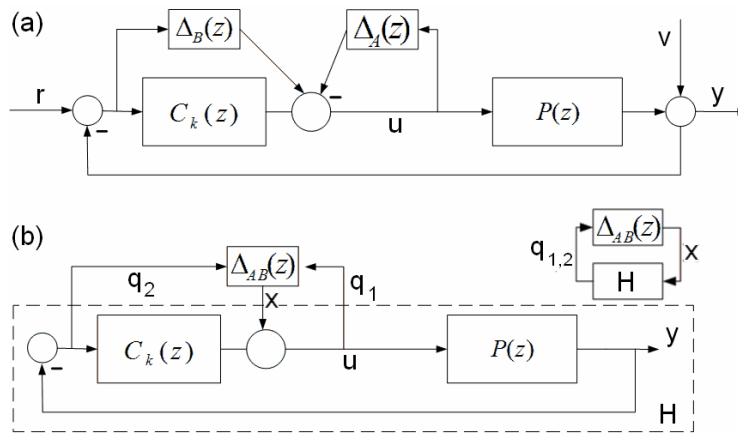 (a)
Δ_B(z)
Δ_A(z)
v
r
C_k(z)
P(z)
y
u
(b)
Δ_AB(z)
q_1,2
x
H
Δ_AB(z)
q_2
q_1
x
C_k(z)
P(z)
y
u
H